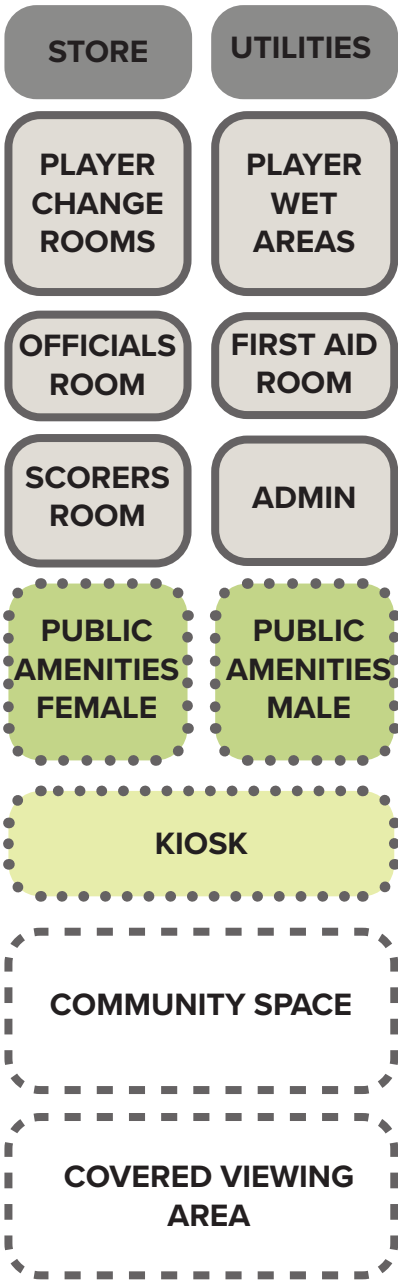 STORE
UTILITIES
PLAYER
CHANGE
ROOMS
PLAYER
WET
AREAS
OFFICIALS
ROOM
FIRST AID
ROOM
SCORERS
ROOM
ADMIN
PUBLIC
AMENITIES
FEMALE
PUBLIC
AMENITIES
MALE
KIOSK
COMMUNITY SPACE
COVERED VIEWING
AREA